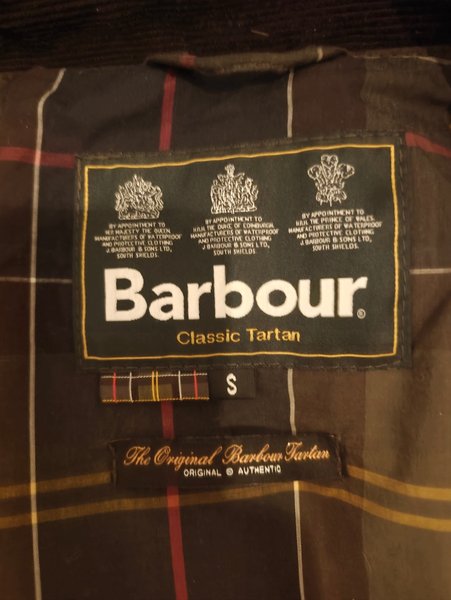 BY APPOINTMENT TO
HER MAJESTY THE QUEEN
MANUFACTURERS OF WATERPROOF
AND PROTECTIVE CLOTHING
J.BARBOUR & SONS LTD,
SOUTH SHIELDS.
BY APPOINTMENT TO
H.R.H. THE DUKE OF EDINBURGH
MANUFACTURERS OF WATERPROOF
AND PROTECTIVE CLOTHING
J.BARBOUR & SONS LTD,
SOUTH SHIELDS.
BY APPOINTMENT TO
H.R.H. THE PRINCE OF WALES.
MANUFACTURERS OF WATERPROOF
AND PROTECTIVE CLOTHING
J.BARBOUR & SONS LTD,
SOUTH SHIELDS.
Barbour®
Classic Tartan
S
The Original Barbour Tartan
ORIGINAL @ AUTHENTIC